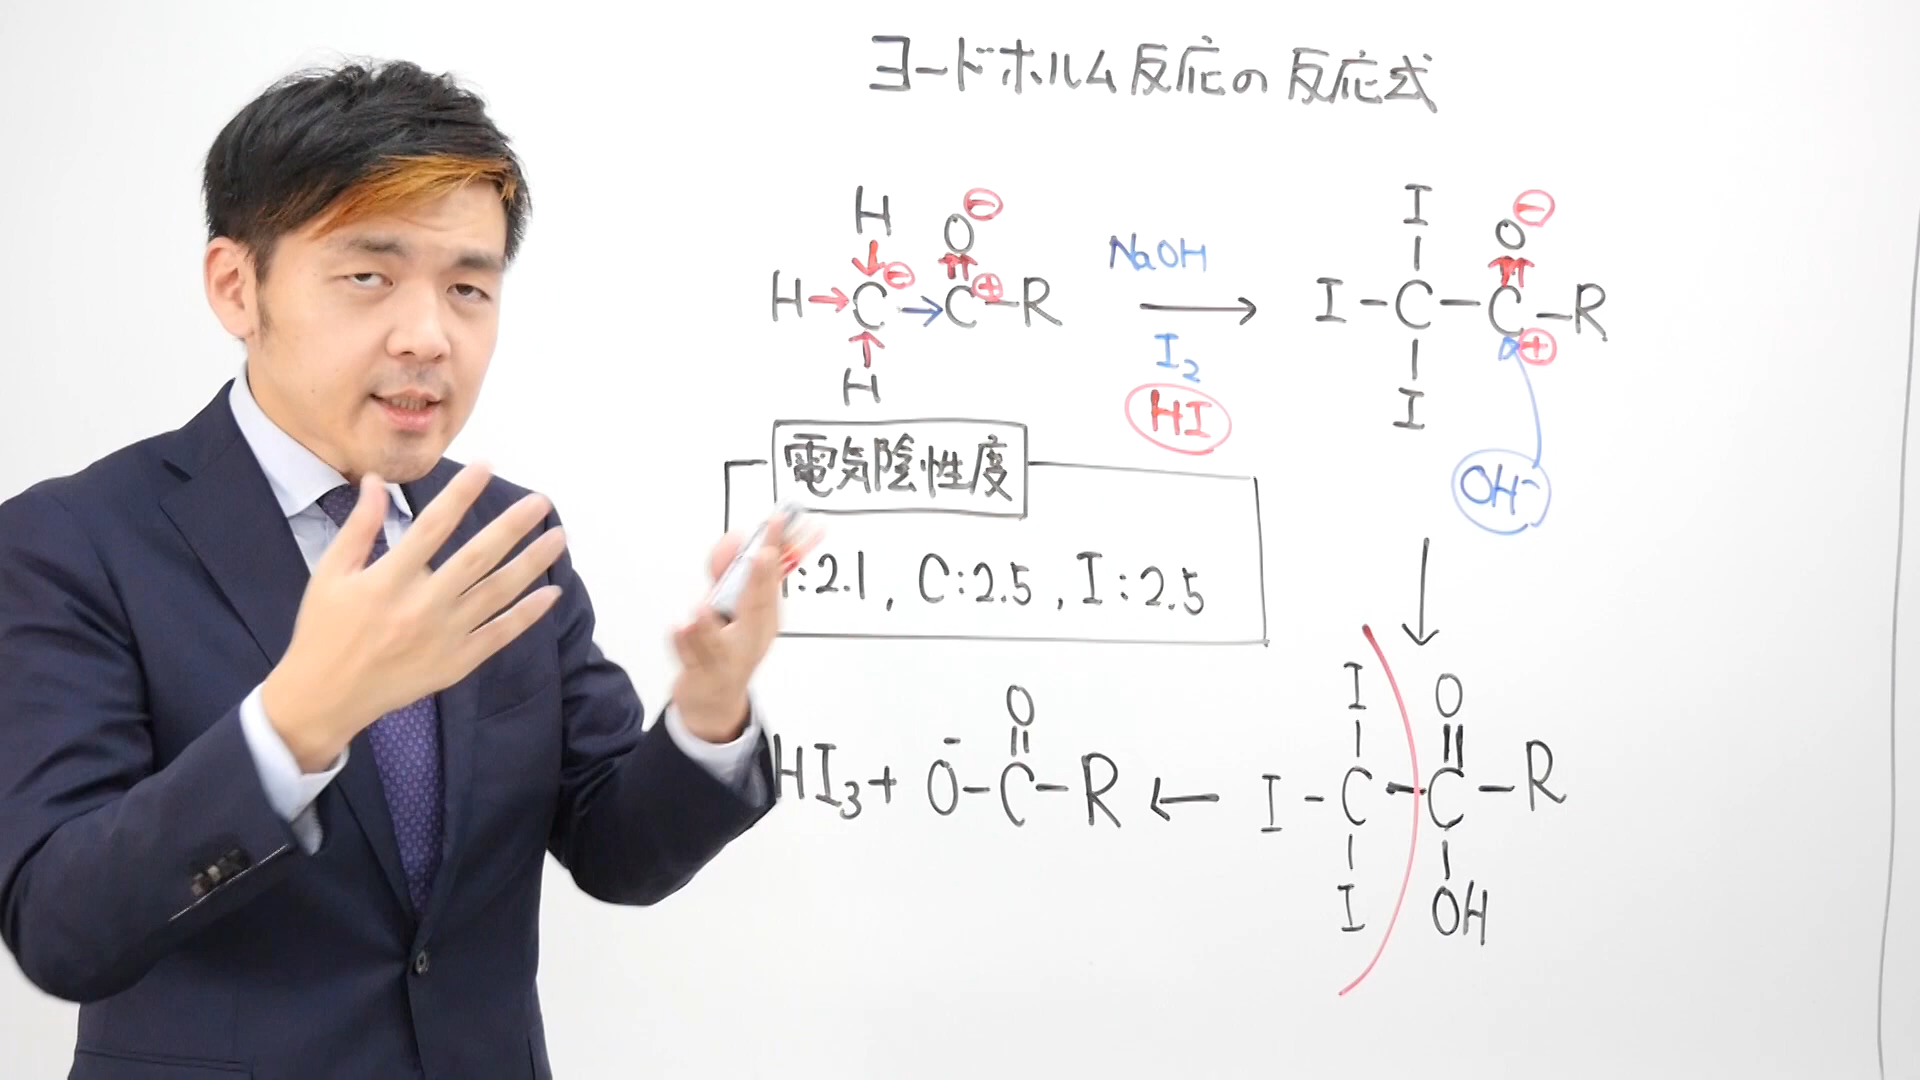 ヨードホルム反応の反応式
H
O ⊖
H → C ⊖ → C ⊕ - R
H
NaOH
I₂
HI
I
O ⊖
I - C - C ⊕ - R
I
OH⁻
電気陰性度
:2.1 , C:2.5 , I:2.5
HI₃ + O⁻ - C - R ← I - C - C - R
O
I
O
I
OH